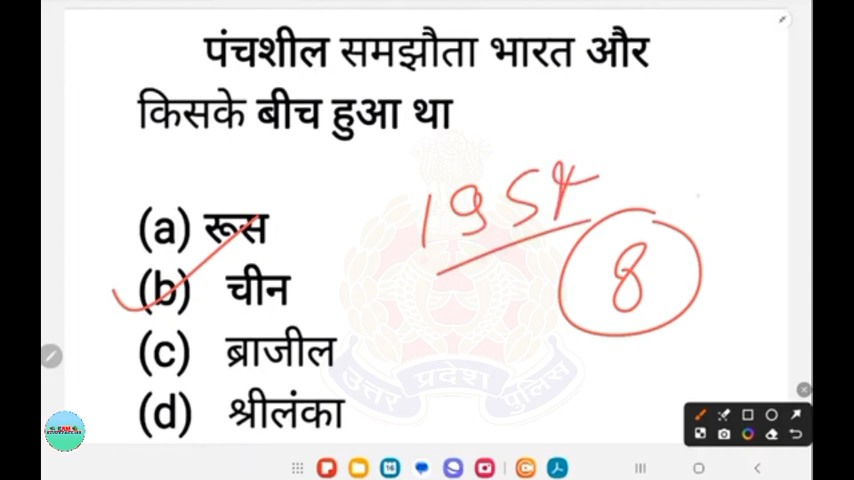 पंचशील समझौता भारत और
किसके बीच हुआ था
1954
(a) रूस
8
(b) चीन
(c) ब्राजील
(d) श्रीलंका
उत्तर प्रदेश पुलिस